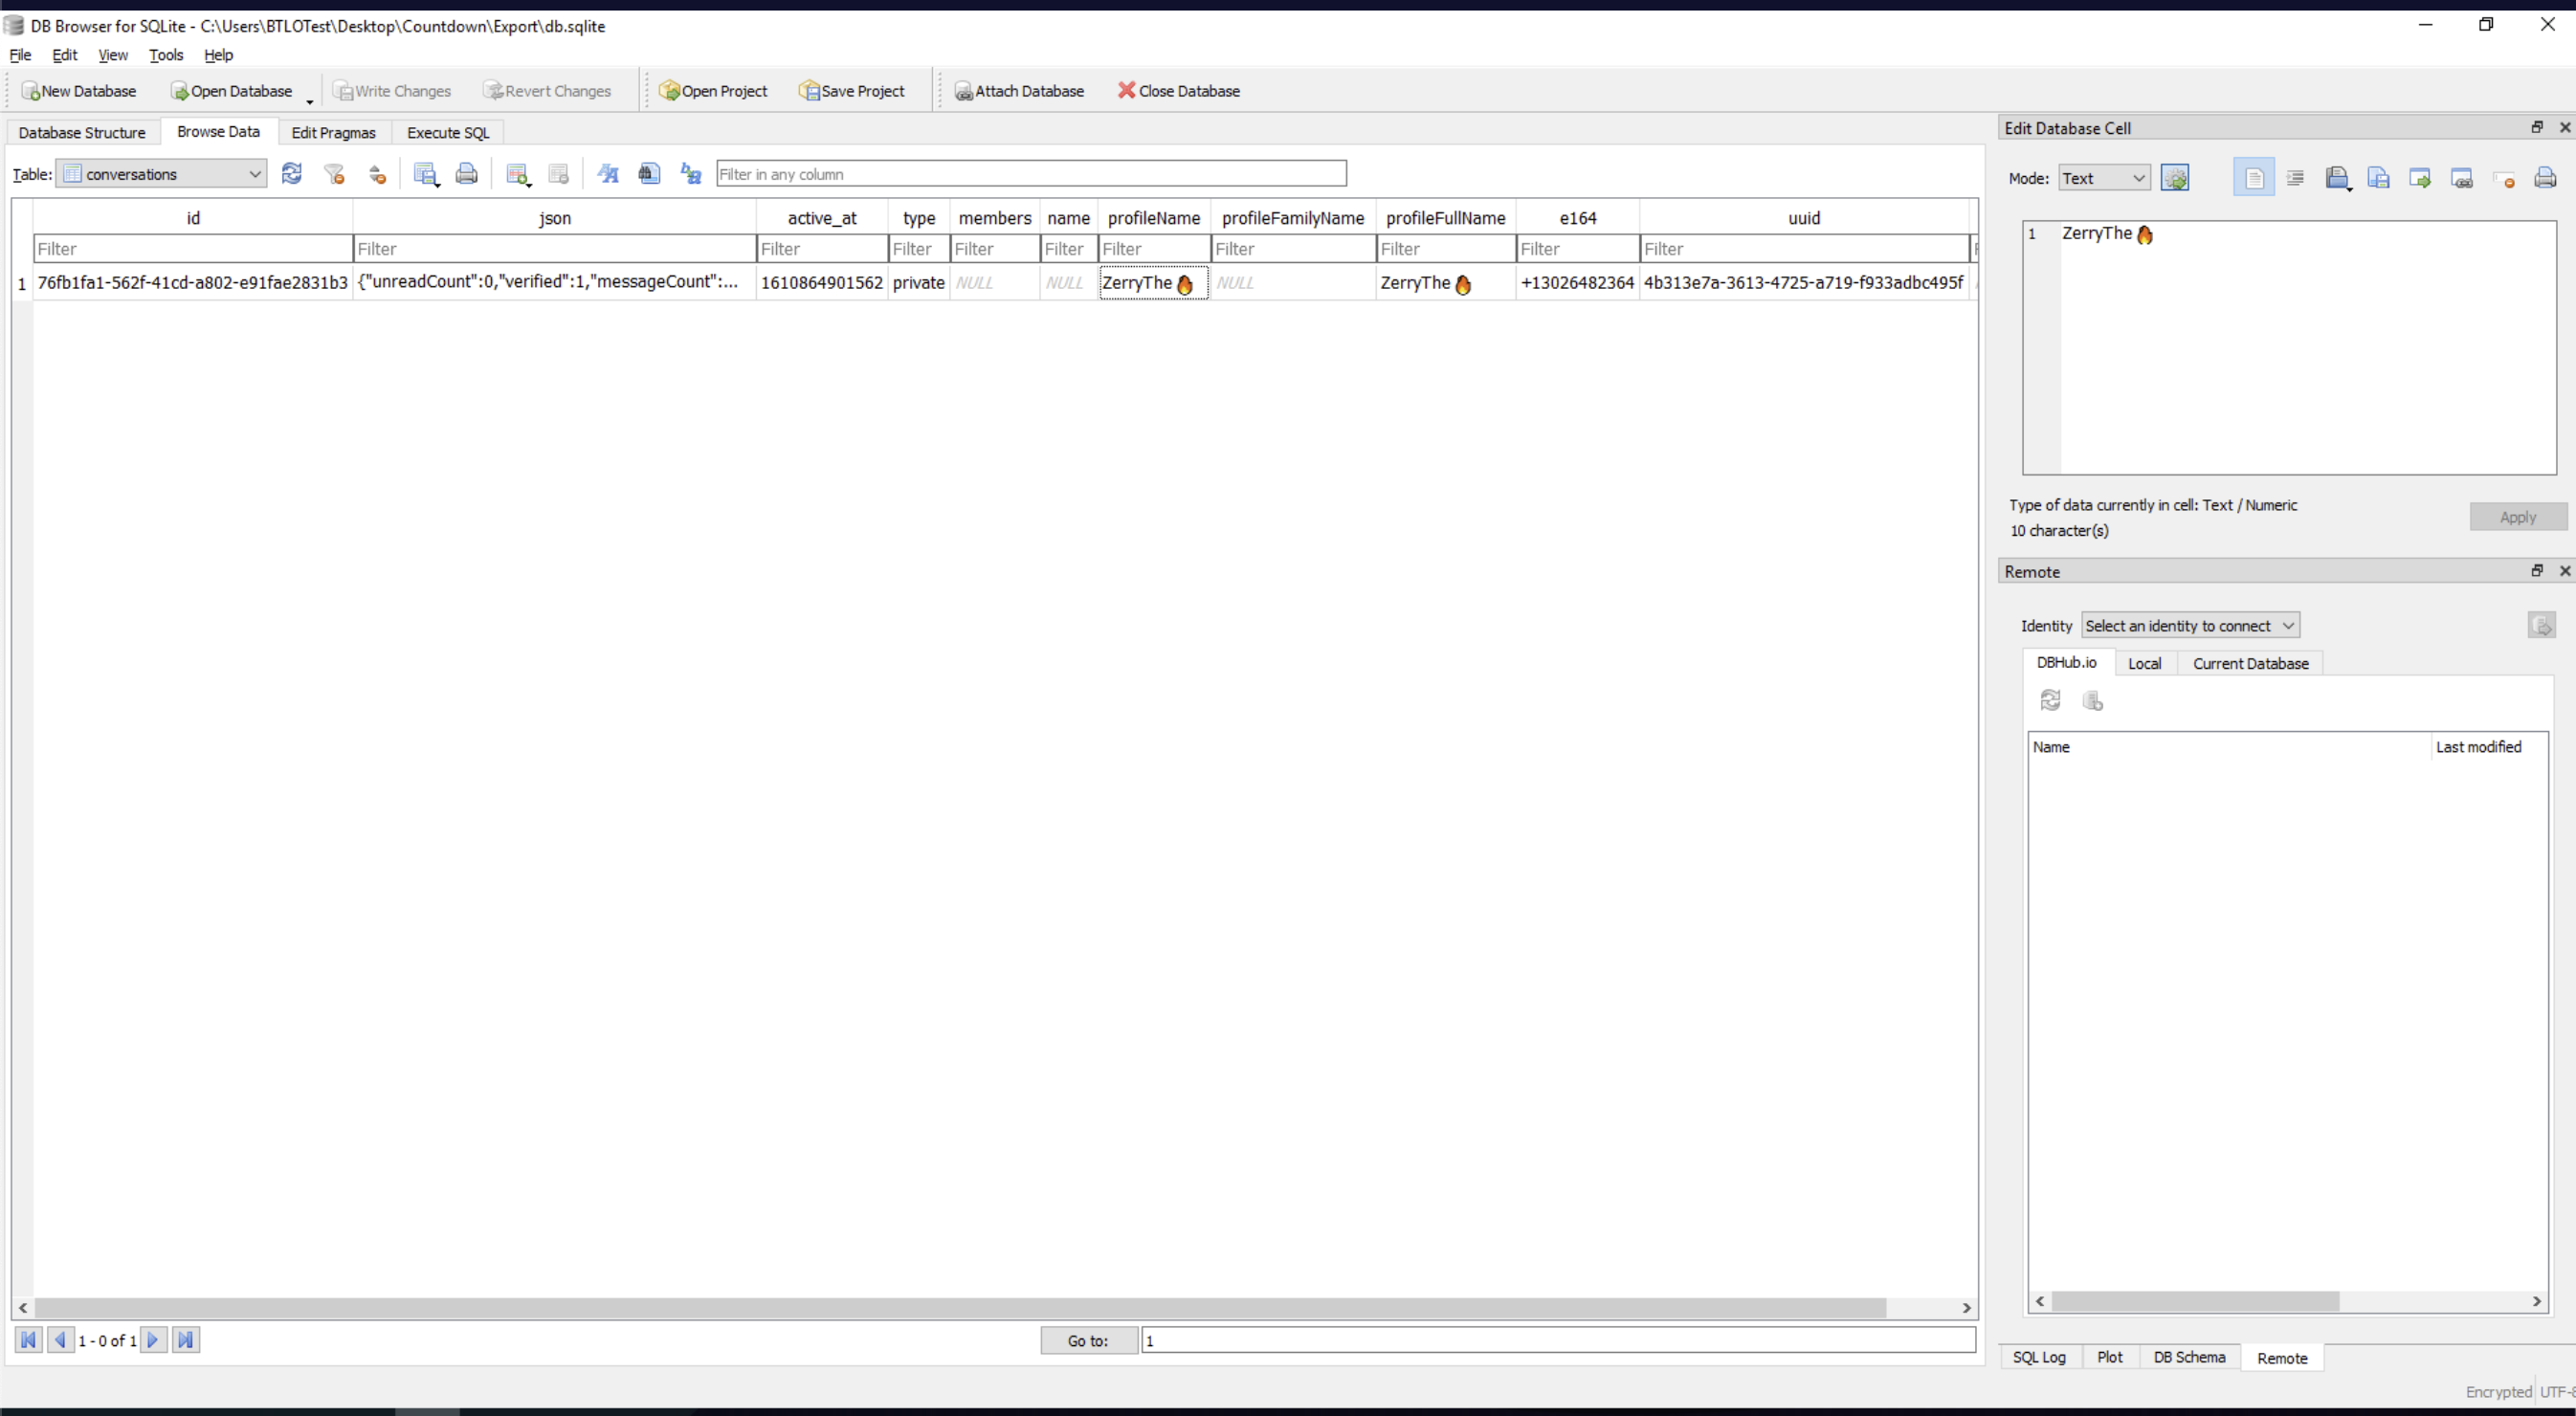 DB Browser for SQLite - C:\Users\BTLOTest\Desktop\Countdown\Export\db.sqlite
File Edit View Tools Help
New Database Open Database Write Changes Revert Changes Open Project Save Project Attach Database Close Database
Database Structure Browse Data Edit Pragmas Execute SQL
Table: conversations Filter in any column
id json active_at type members name profileName profileFamilyName profileFullName e164 uuid
Filter Filter Filter Filter Filter Filter Filter Filter Filter Filter Filter
1 76fb1fa1-562f-41cd-a802-e91fae2831b3 {"unreadCount":0,"verified":1,"messageCount":... 1610864901562 private NULL NULL ZerryThe🔥 NULL ZerryThe🔥 +13026482364 4b313e7a-3613-4725-a719-f933adbc495f
1 - 0 of 1 Go to: 1
Edit Database Cell
Mode: Text
1 ZerryThe🔥
Type of data currently in cell: Text / Numeric
10 character(s)
Apply
Remote
Identity Select an identity to connect
DBHub.io Local Current Database
Name Last modified
SQL Log Plot DB Schema Remote
Encrypted UTF-8